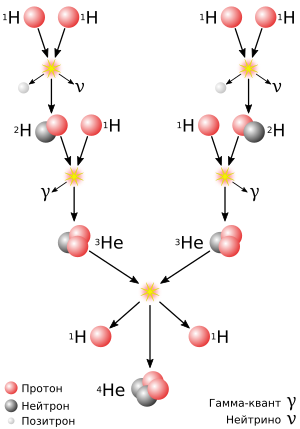 ¹H ¹H ¹H ¹H
ν ν
²H ¹H ¹H ²H
γ γ
³He ³He
¹H ¹H
⁴He
Протон
Нейтрон
Позитрон
Гамма-квант γ
Нейтрино ν